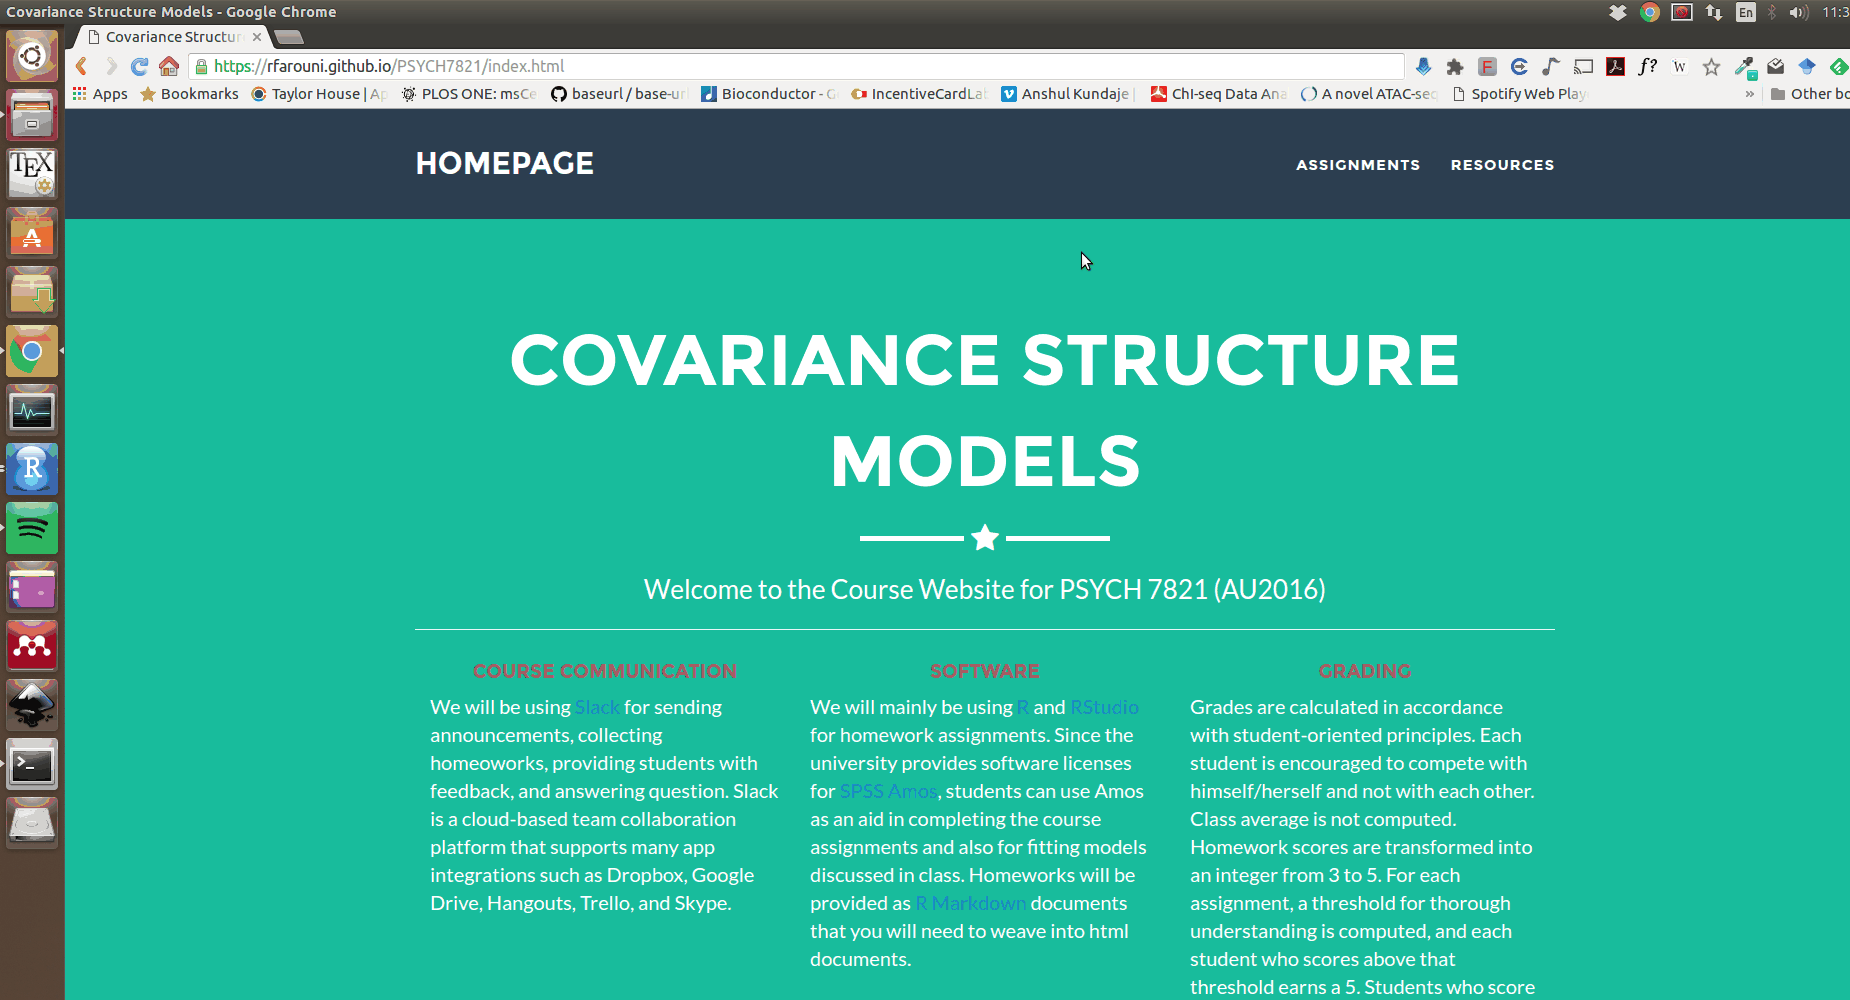 Covariance Structure Models - Google Chrome
En
11:3
Covariance Structur
https://rfarouni.github.io/PSYCH7821/index.html
Apps
Bookmarks
Taylor House | Ap
PLOS ONE: msCe
baseurl / base-url
Bioconductor - G
IncentiveCardLab
Anshul Kundaje |
ChI-seq Data Ana
A novel ATAC-seq
Spotify Web Play
»
Other bo
HOMEPAGE
ASSIGNMENTS
RESOURCES
COVARIANCE STRUCTURE
MODELS
Welcome to the Course Website for PSYCH 7821 (AU2016)
COURSE COMMUNICATION
We will be using Slack for sending
announcements, collecting
homeoworks, providing students with
feedback, and answering question. Slack
is a cloud-based team collaboration
platform that supports many app
integrations such as Dropbox, Google
Drive, Hangouts, Trello, and Skype.
SOFTWARE
We will mainly be using R and RStudio
for homework assignments. Since the
university provides software licenses
for SPSS Amos, students can use Amos
as an aid in completing the course
assignments and also for fitting models
discussed in class. Homeworks will be
provided as R Markdown documents
that you will need to weave into html
documents.
GRADING
Grades are calculated in accordance
with student-oriented principles. Each
student is encouraged to compete with
himself/herself and not with each other.
Class average is not computed.
Homework scores are transformed into
an integer from 3 to 5. For each
assignment, a threshold for thorough
understanding is computed, and each
student who scores above that
threshold earns a 5. Students who score